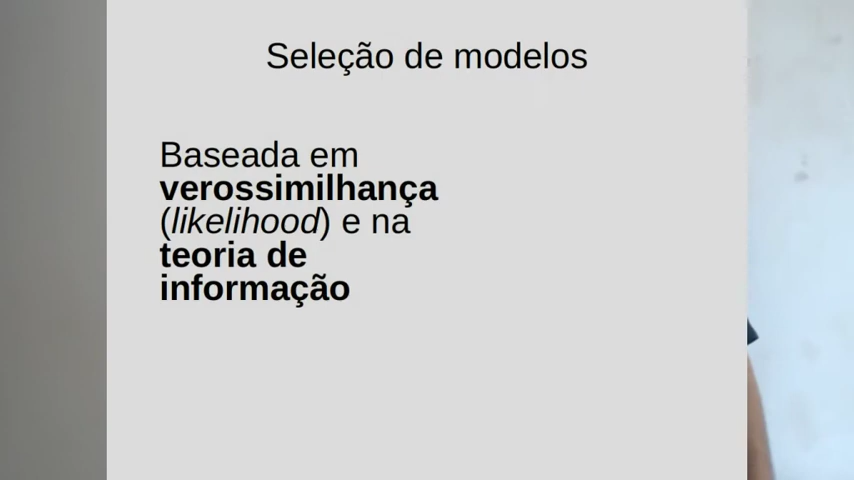 Seleção de modelos
Baseada em
verossimilhança
(likelihood) e na
teoria de
informação